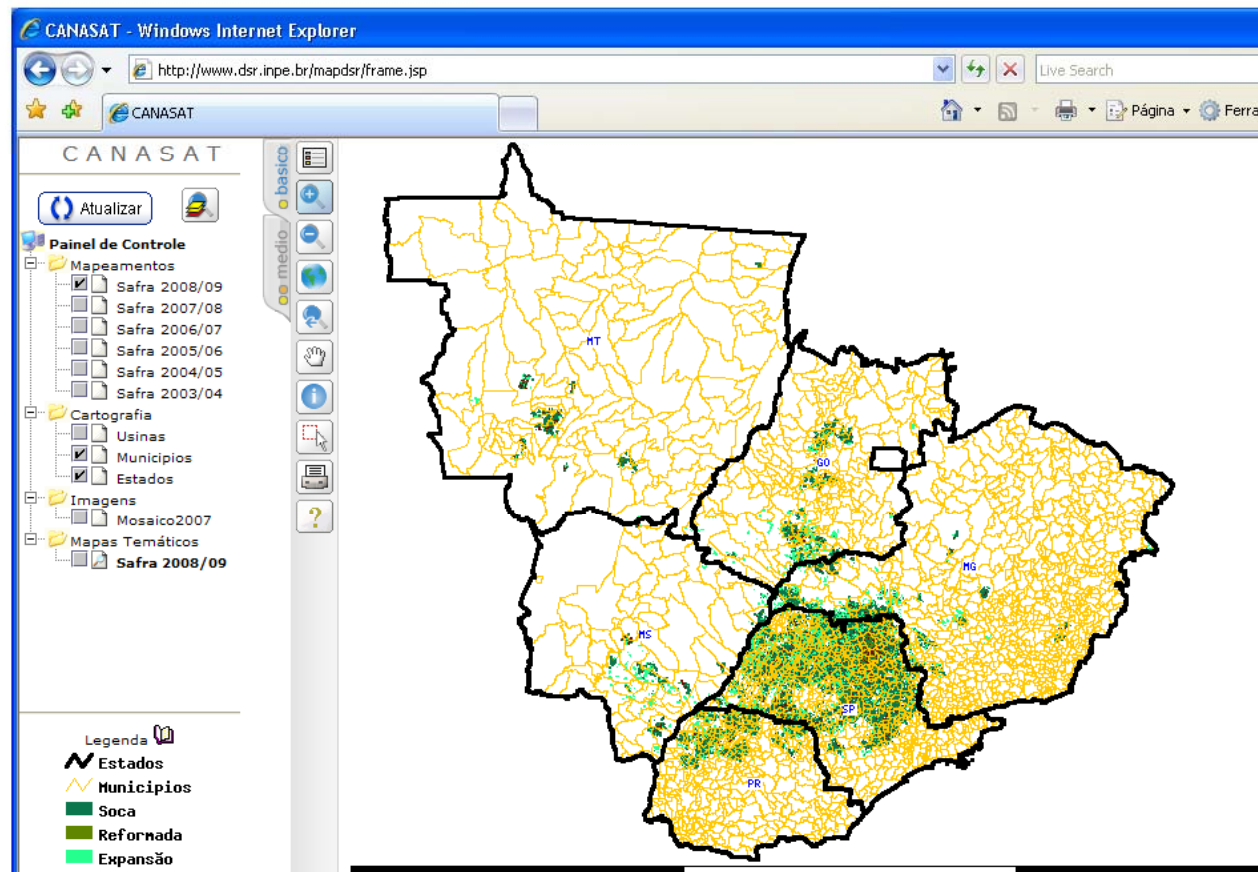 CANASAT - Windows Internet Explorer
http://www.dsr.inpe.br/mapdsr/frame.jsp
Live Search
CANASAT
Página
Ferra
CANASAT
basico
medio
Atualizar
Painel de Controle
Mapeamentos
Safra 2008/09
Safra 2007/08
Safra 2006/07
Safra 2005/06
Safra 2004/05
Safra 2003/04
Cartografia
Usinas
Municipios
Estados
Imagens
Mosaico2007
Mapas Temáticos
Safra 2008/09
Legenda
Estados
Municipios
Soca
Reformada
Expansão
MT
GO
MG
MS
SP
PR